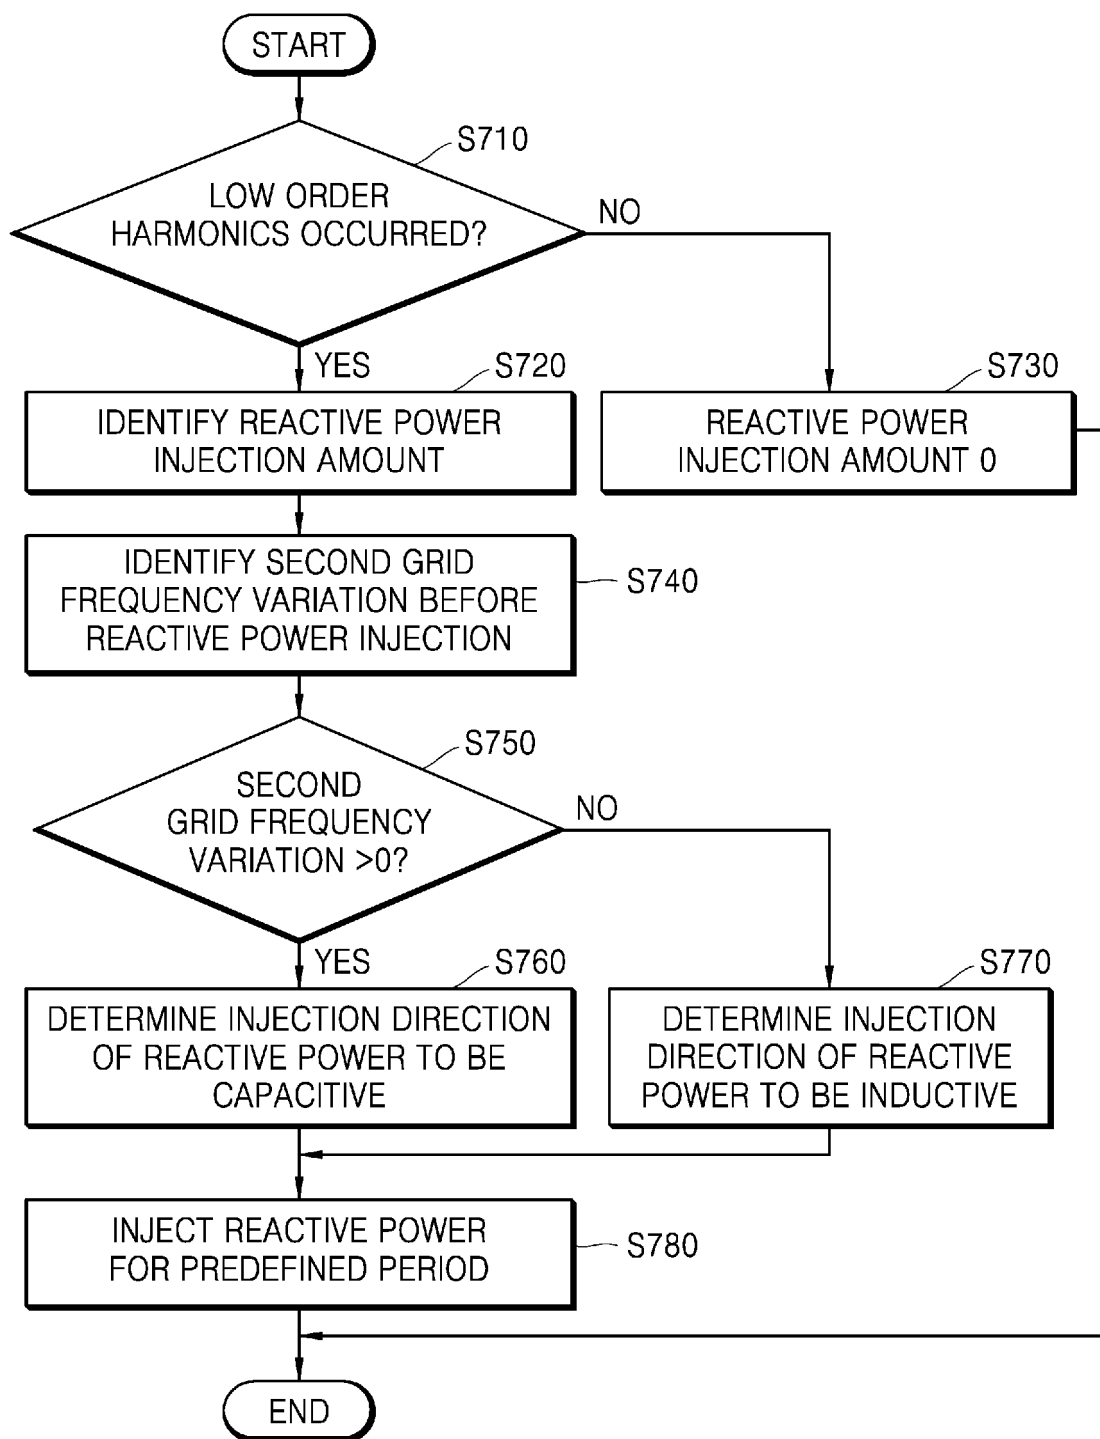 START
S710
LOW ORDER
HARMONICS OCCURRED?
NO
YES
S720
IDENTIFY REACTIVE POWER
INJECTION AMOUNT
S730
REACTIVE POWER
INJECTION AMOUNT 0
IDENTIFY SECOND GRID
FREQUENCY VARIATION BEFORE
REACTIVE POWER INJECTION
S740
S750
SECOND
GRID FREQUENCY
VARIATION >0?
NO
YES
S760
DETERMINE INJECTION DIRECTION
OF REACTIVE POWER TO BE
CAPACITIVE
S770
DETERMINE INJECTION
DIRECTION OF REACTIVE
POWER TO BE INDUCTIVE
INJECT REACTIVE POWER
FOR PREDEFINED PERIOD
S780
END